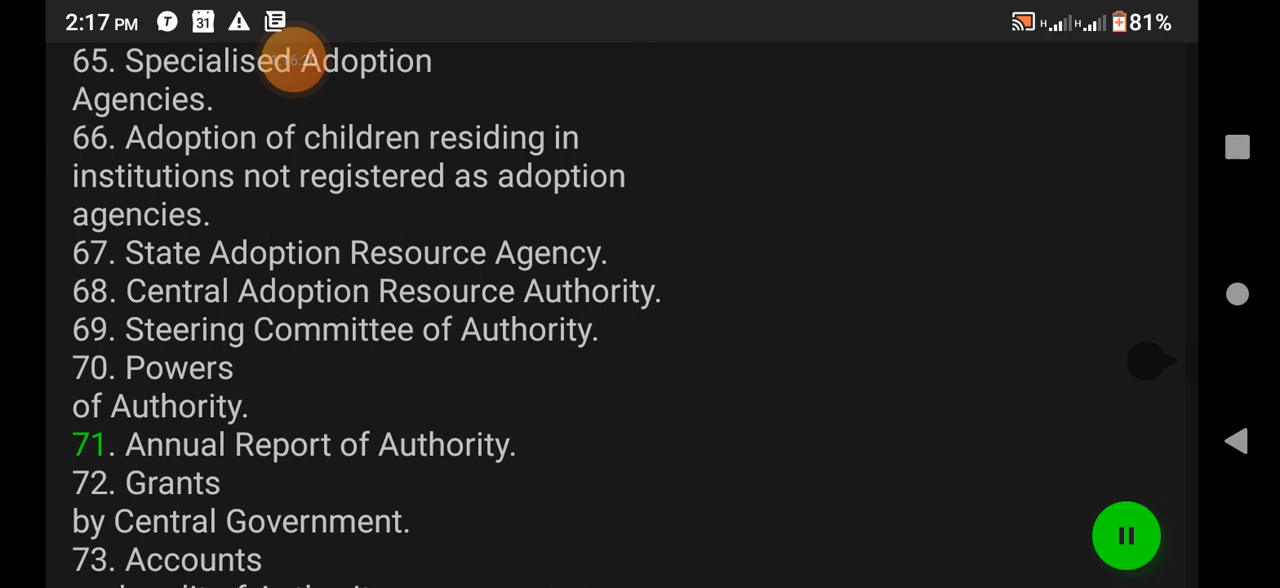 2:17 PM 31 H H 81%
65. Specialised Adoption
Agencies.
66. Adoption of children residing in
institutions not registered as adoption
agencies.
67. State Adoption Resource Agency.
68. Central Adoption Resource Authority.
69. Steering Committee of Authority.
70. Powers
of Authority.
71. Annual Report of Authority.
72. Grants
by Central Government.
73. Accounts